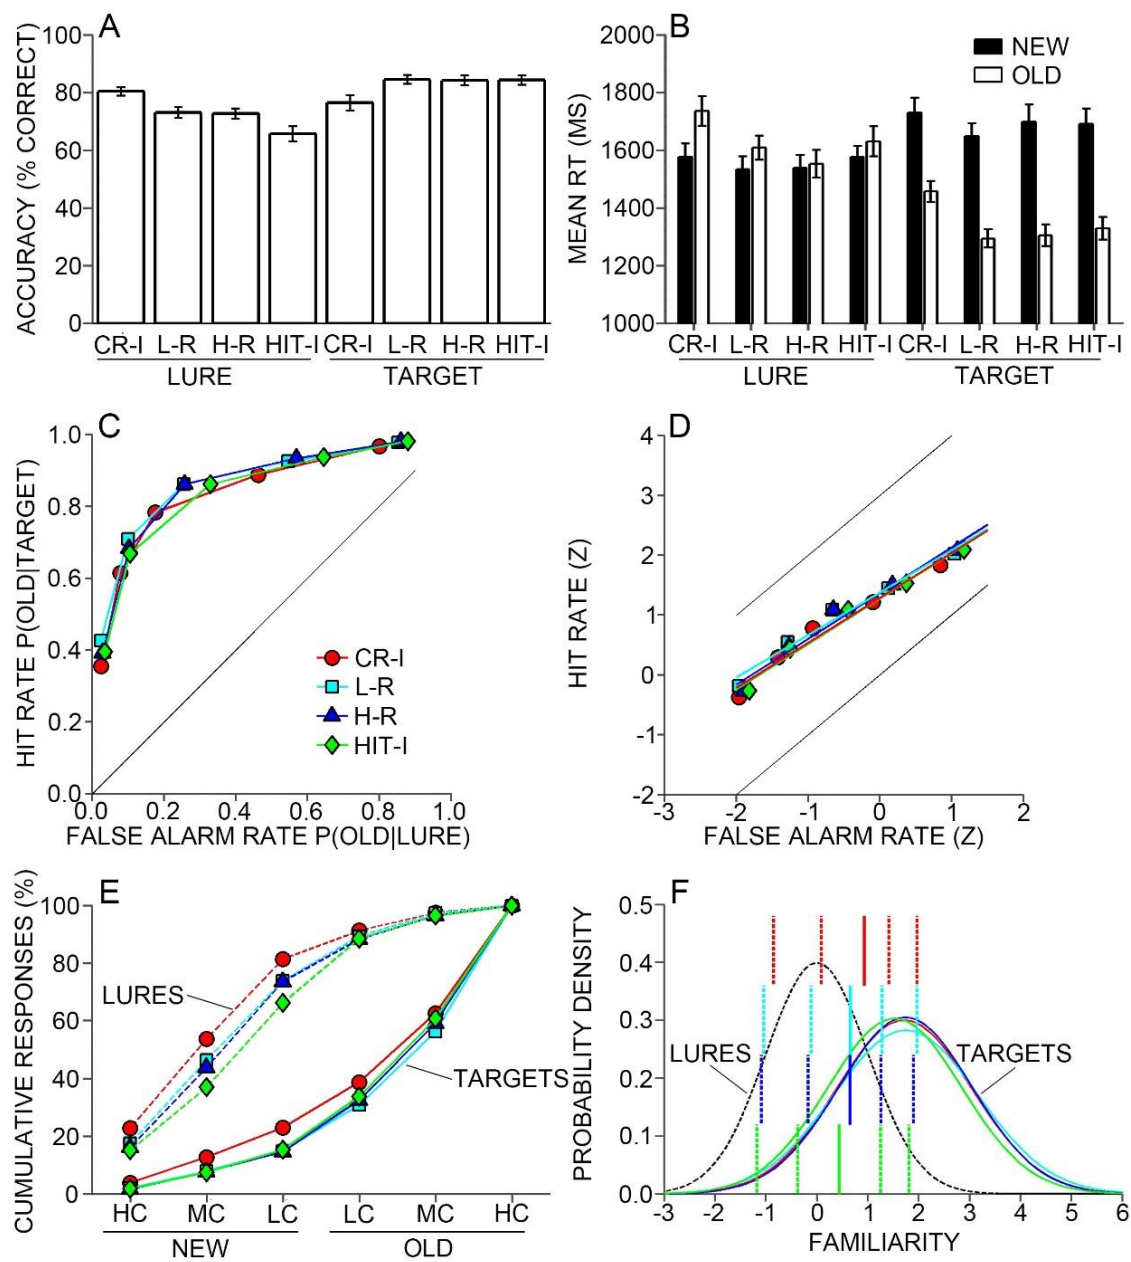 A
ACCURACY (% CORRECT)
100
80
60
40
20
0
CR-I L-R H-R HIT-I CR-I L-R H-R HIT-I
LURE TARGET
B
MEAN RT (MS)
2000
1800
1600
1400
1200
1000
NEW
OLD
CR-I L-R H-R HIT-I CR-I L-R H-R HIT-I
LURE TARGET
C
HIT RATE P(OLD|TARGET)
1.0
0.8
0.6
0.4
0.2
0.0
CR-I
L-R
H-R
HIT-I
0.0 0.2 0.4 0.6 0.8 1.0
FALSE ALARM RATE P(OLD|LURE)
D
HIT RATE (Z)
4
3
2
1
0
-1
-2
-3 -2 -1 0 1 2
FALSE ALARM RATE (Z)
E
CUMULATIVE RESPONSES (%)
100
80
60
40
20
0
LURES
TARGETS
HC MC LC LC MC HC
NEW OLD
F
PROBABILITY DENSITY
0.5
0.4
0.3
0.2
0.1
0.0
LURES TARGETS
-3 -2 -1 0 1 2 3 4 5 6
FAMILIARITY